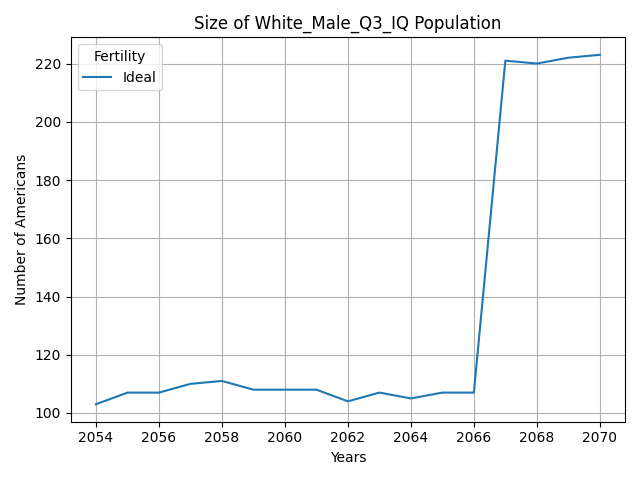 Size of White_Male_Q3_IQ Population
Fertility
Ideal
Number of Americans
220
200
180
160
140
120
100
2054 2056 2058 2060 2062 2064 2066 2068 2070
Years